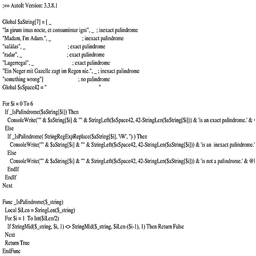 ;== AutoIt Version: 3.3.8.1
Global $aString[7] = [ _
"In girum imus nocte, et consumimur igni", _ ; inexact palindrome
"Madam, I'm Adam.", _ ; inexact palindrome
"salàlas", _ ; exact palindrome
"radar", _ ; exact palindrome
"Lagerregal", _ ; exact palindrome
"Ein Neger mit Gazelle zagt im Regen nie.", _ ; inexact palindrome
"something wrong"] ; no palindrome
Global $sSpace42 = " "
For $i = 0 To 6
If _IsPalindrome($aString[$i]) Then
ConsoleWrite('"' & $aString[$i] & '"' & StringLeft($sSpace42, 42-StringLen($aString[$i])) & 'is an exact palindrome.' &
Else
If _IsPalindrome( StringRegExpReplace($aString[$i], '\W', '') ) Then
ConsoleWrite('"' & $aString[$i] & '"' & StringLeft($sSpace42, 42-StringLen($aString[$i])) & 'is an inexact palindrome.'
Else
ConsoleWrite('"' & $aString[$i] & '"' & StringLeft($sSpace42, 42-StringLen($aString[$i])) & 'is not a palindrome.' & @
EndIf
EndIf
Next
Func _IsPalindrome($_string)
Local $iLen = StringLen($_string)
For $i = 1 To Int($iLen/2)
If StringMid($_string, $i, 1) <> StringMid($_string, $iLen-($i-1), 1) Then Return False
Next
Return True
EndFunc